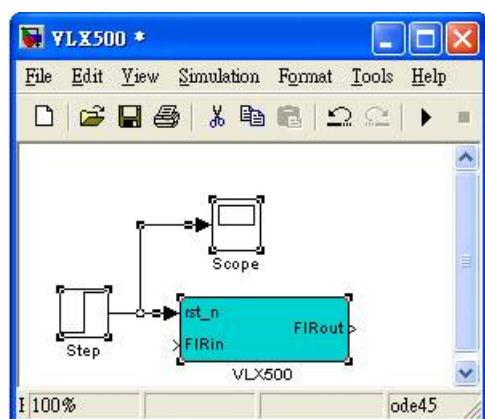 VLX500 *
File Edit View Simulation Format Tools Help
Scope
Step
rst_n
FIRin
FIRout
VLX500
100%
ode45